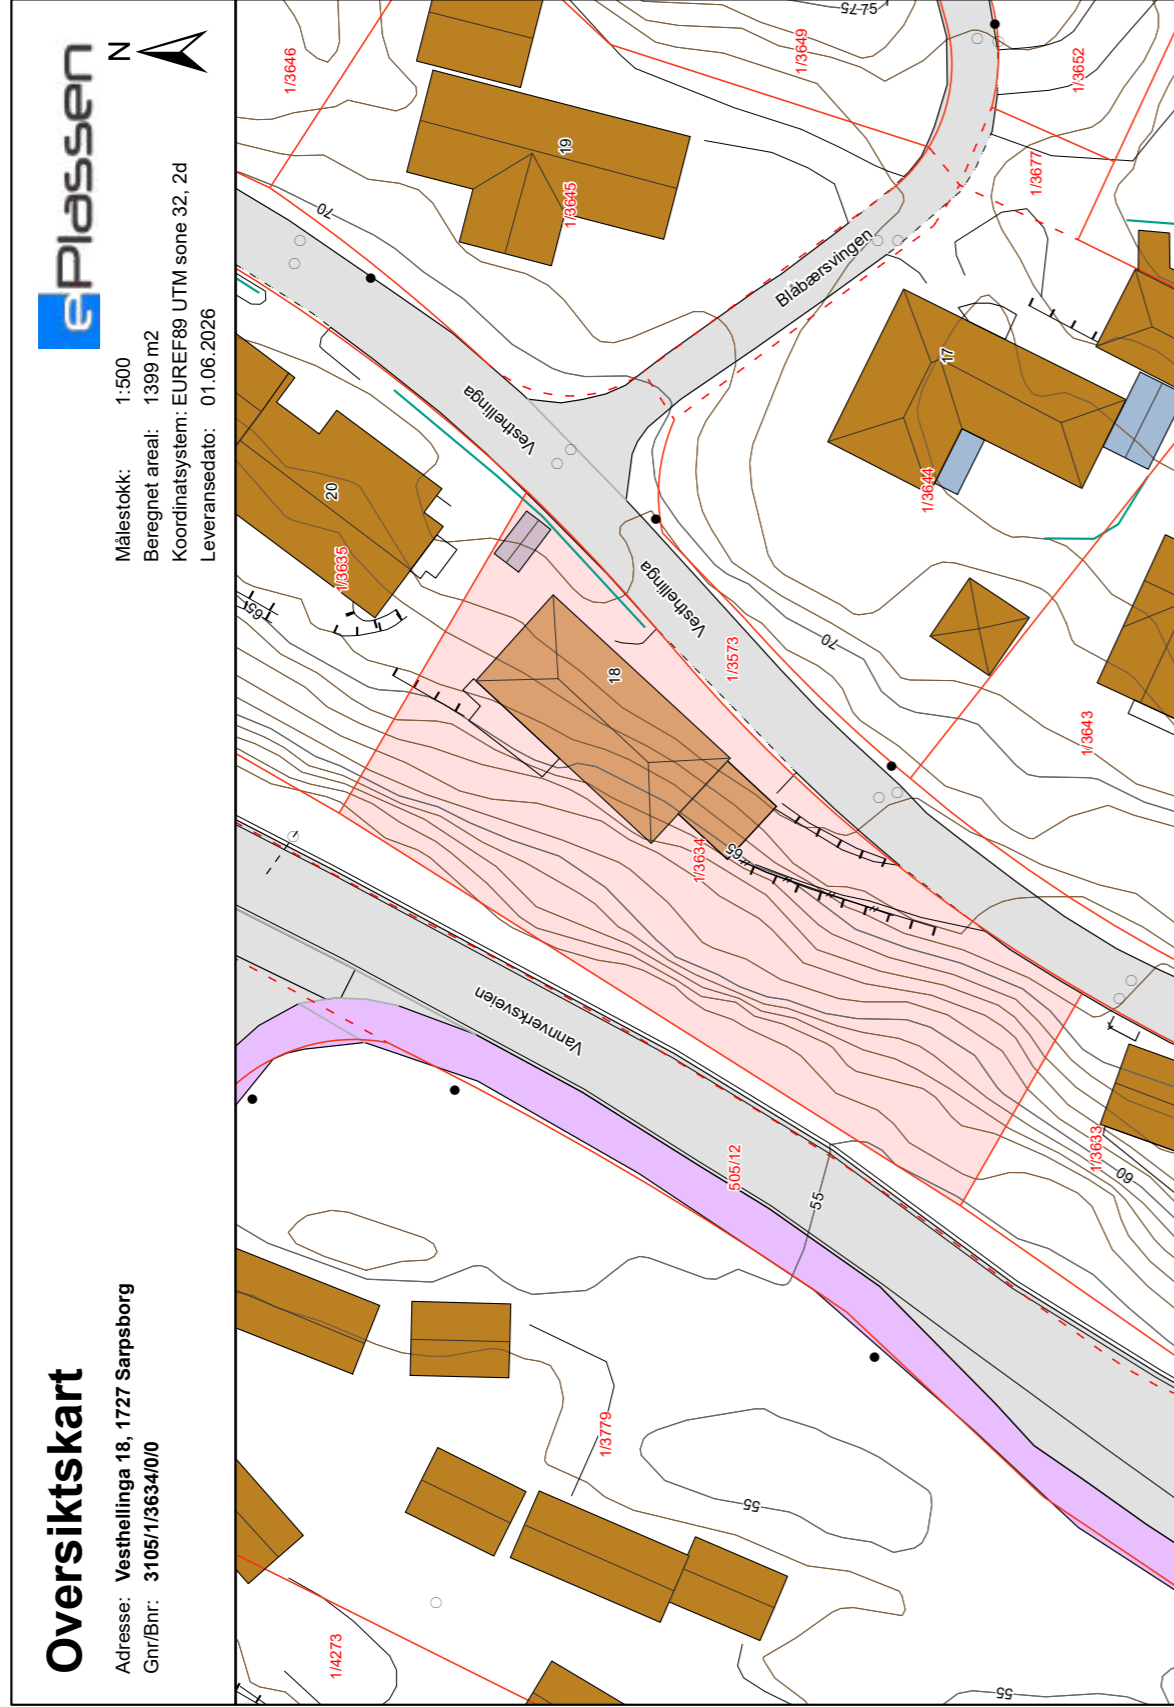 Oversiktskart
Adresse: Vesthellinga 18, 1727 Sarpsborg
Gnr/Bnr: 3105/1/3634/0/0
Målestokk: 1:500
Beregnet areal: 1399 m2
Koordinatsystem: EUREF89 UTM sone 32, 2d
Leveransedato: 01.06.2026
ePlassen
N
1/3646
1/3649
1/3652
1/3677
19
1/3645
70
Blåbærsvingen
Vesthellinga
20
1/3635
65
17
1/3644
Vesthellinga
18
1/3573
70
1/3643
1/3634
65
Vannverksveien
505/12
55
1/3633
60
1/3779
55
1/4273
55